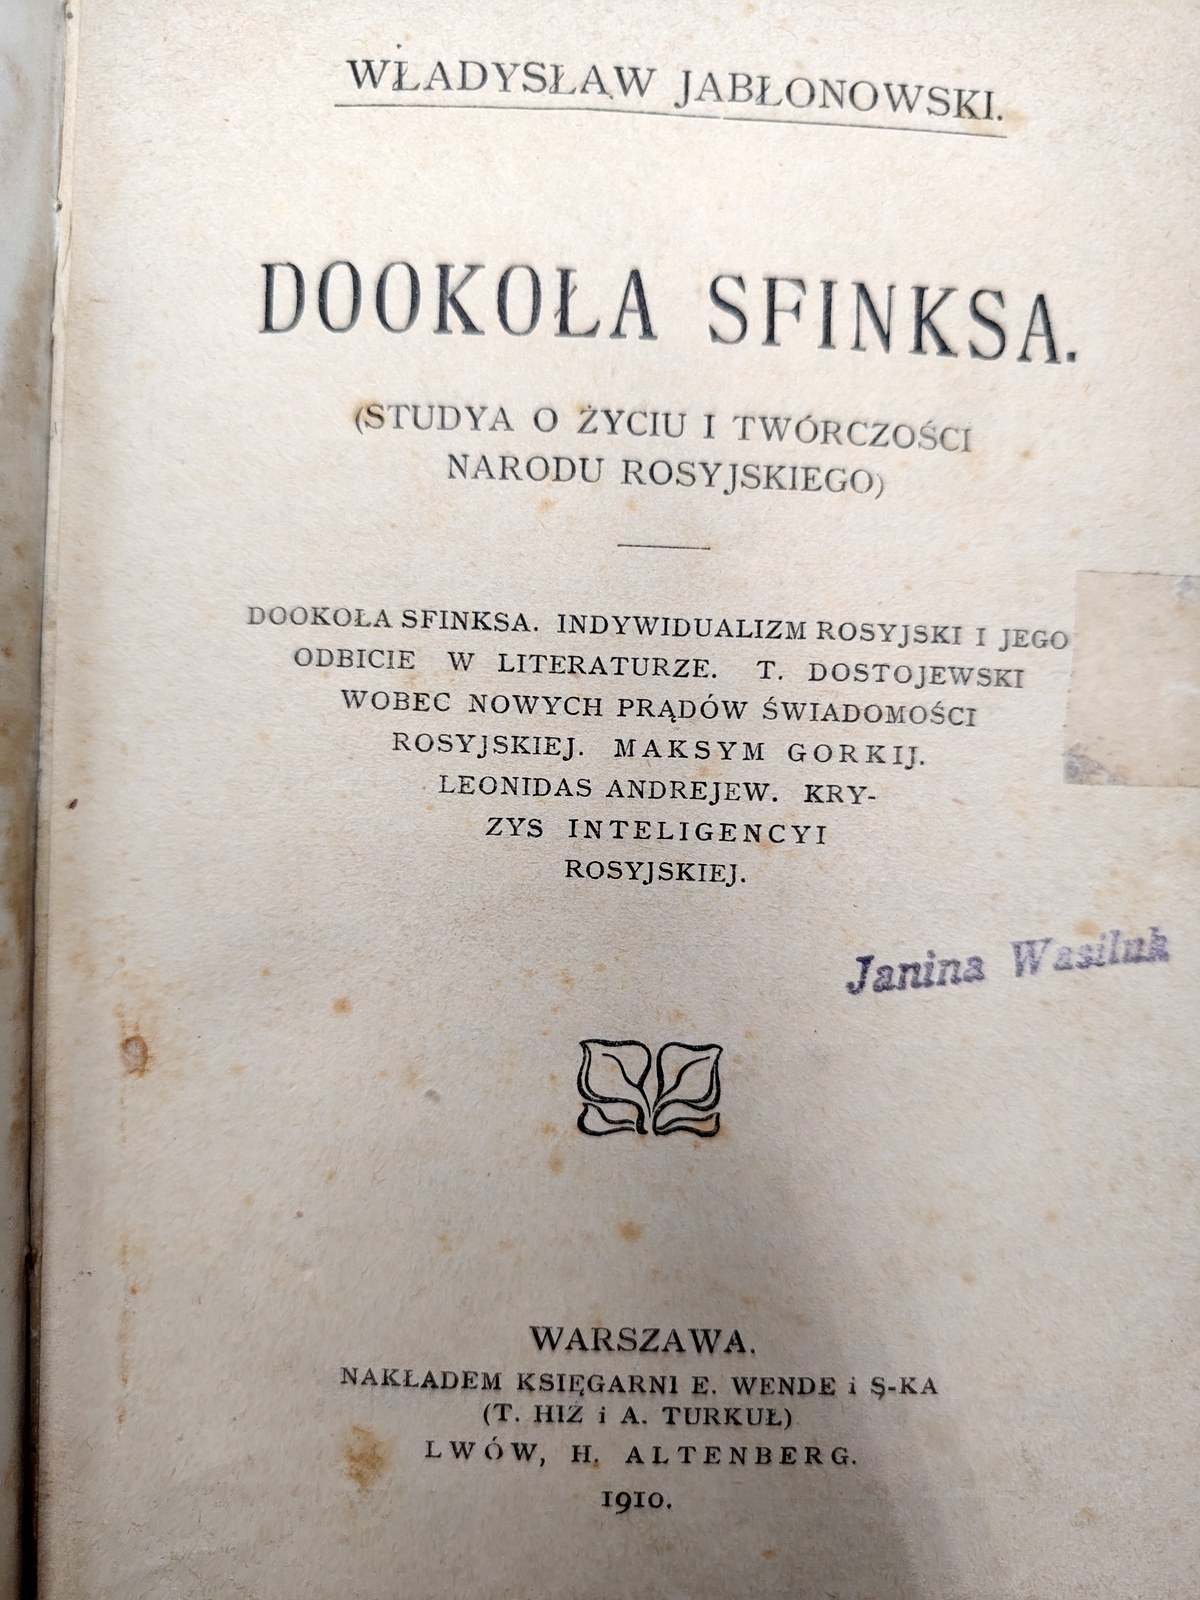 WŁADYSŁAW JABŁONOWSKI.
DOOKOŁA SFINKSA.
(STUDYA O ŻYCIU I TWÓRCZOŚCI
NARODU ROSYJSKIEGO)
DOOKOŁA SFINKSA. INDYWIDUALIZM ROSYJSKI I JEGO
ODBICIE W LITERATURZE. T. DOSTOJEWSKI
WOBEC NOWYCH PRĄDÓW ŚWIADOMOŚCI
ROSYJSKIEJ. MAKSYM GORKIJ.
LEONIDAS ANDREJEW. KRY-
ZYS INTELIGENCYI
ROSYJSKIEJ.
Janina Wasiluk
WARSZAWA.
NAKŁADEM KSIĘGARNI E. WENDE i S-KA
(T. HIŻ i A. TURKUŁ)
LWÓW, H. ALTENBERG.
1910.